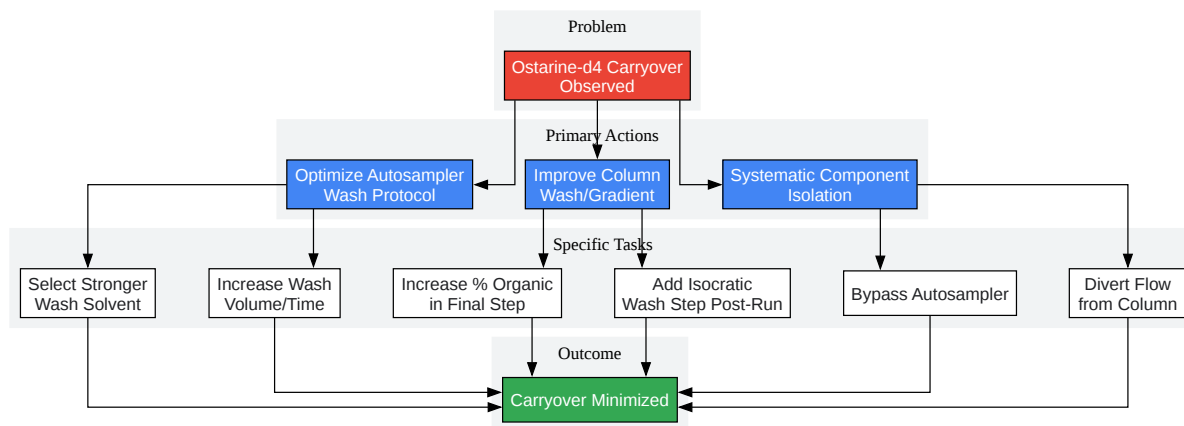 Problem
Ostarine-d4 Carryover
Observed
Primary Actions
Optimize Autosampler
Wash Protocol
Improve Column
Wash/Gradient
Systematic Component
Isolation
Specific Tasks
Select Stronger
Wash Solvent
Increase Wash
Volume/Time
Increase % Organic
in Final Step
Add Isocratic
Wash Step Post-Run
Bypass Autosampler
Divert Flow
from Column
Outcome
Carryover Minimized